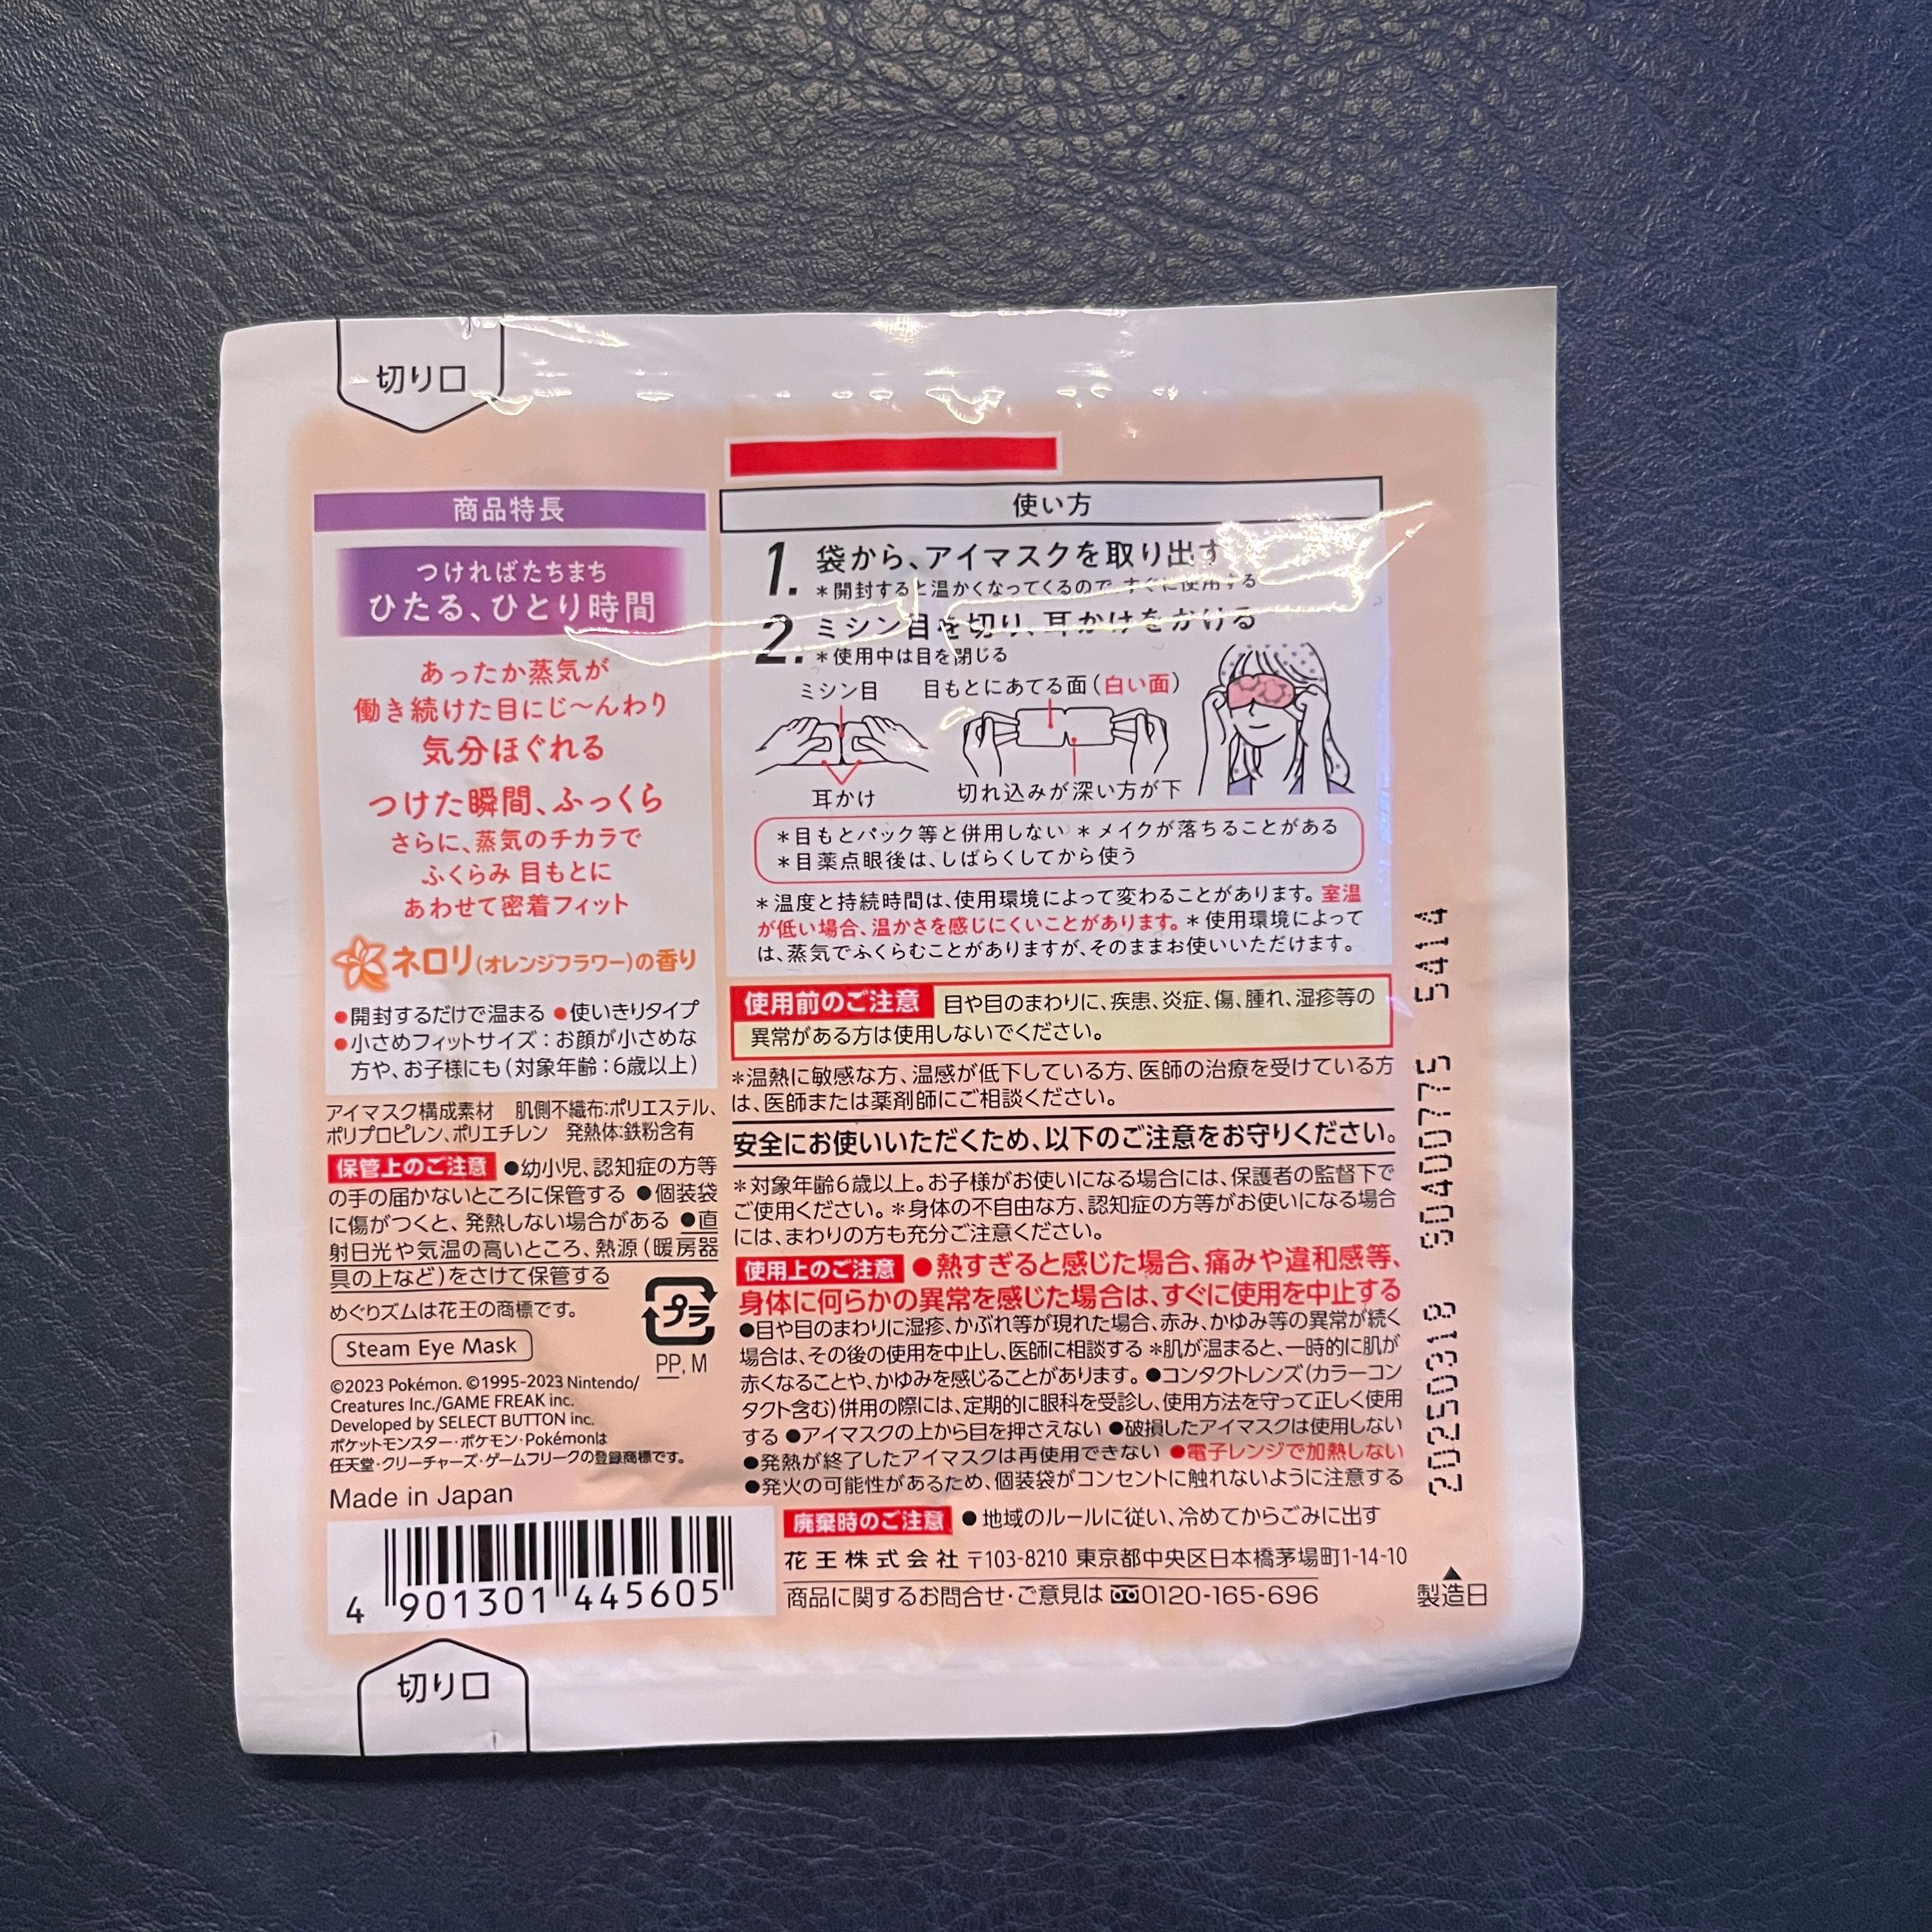 切り口
商品特長
つければたちまち
ひたる、ひとり時間
あったか蒸気が
働き続けた目にじ〜んわり
気分ほぐれる
つけた瞬間、ふっくら
さらに、蒸気のチカラで
ふくらみ 目もとに
あわせて密着フィット
ネロリ(オレンジフラワー)の香り
●開封するだけで温まる ●使いきりタイプ
●小さめフィットサイズ：お顔が小さめな
方や、お子様にも(対象年齢：6歳以上)
アイマスク構成素材 肌側不織布:ポリエステル、
ポリプロピレン、ポリエチレン 発熱体:鉄粉含有
保管上のご注意 ●幼小児、認知症の方等
の手の届かないところに保管する ●個装袋
に傷がつくと、発熱しない場合がある ●直
射日光や気温の高いところ、熱源(暖房器
具の上など)をさけて保管する
めぐりズムは花王の商標です。
Steam Eye Mask
プラ
PP, M
©2023 Pokémon. ©1995-2023 Nintendo/
Creatures Inc./GAME FREAK inc.
Developed by SELECT BUTTON inc.
ポケットモンスター・ポケモン・Pokémonは
任天堂・クリーチャーズ・ゲームフリークの登録商標です。
Made in Japan
4 901301 445605
切り口
使い方
1. 袋から、アイマスクを取り出す
＊開封すると温かくなってくるので、すぐに使用する
2. ミシン目を切り、耳かけをかける
＊使用中は目を閉じる
ミシン目 目もとにあてる面(白い面)
耳かけ 切れ込みが深い方が下
＊目もとパック等と併用しない ＊メイクが落ちることがある
＊目薬点眼後は、しばらくしてから使う
＊温度と持続時間は、使用環境によって変わることがあります。室温
が低い場合、温かさを感じにくいことがあります。＊使用環境によって
は、蒸気でふくらむことがありますが、そのままお使いいただけます。
使用前のご注意 目や目のまわりに、疾患、炎症、傷、腫れ、湿疹等の
異常がある方は使用しないでください。
＊温熱に敏感な方、温感が低下している方、医師の治療を受けている方
は、医師または薬剤師にご相談ください。
安全にお使いいただくため、以下のご注意をお守りください。
＊対象年齢6歳以上。お子様がお使いになる場合には、保護者の監督下で
ご使用ください。＊身体の不自由な方、認知症の方等がお使いになる場合
には、まわりの方も充分ご注意ください。
使用上のご注意 ●熱すぎると感じた場合、痛みや違和感等、
身体に何らかの異常を感じた場合は、すぐに使用を中止する
●目や目のまわりに湿疹、かぶれ等が現れた場合、赤み、かゆみ等の異常が続く
場合は、その後の使用を中止し、医師に相談する ＊肌が温まると、一時的に肌が
赤くなることや、かゆみを感じることがあります。●コンタクトレンズ(カラーコン
タクト含む)併用の際には、定期的に眼科を受診し、使用方法を守って正しく使用
する ●アイマスクの上から目を押さえない ●破損したアイマスクは使用しない
●発熱が終了したアイマスクは再使用できない ●電子レンジで加熱しない
●発火の可能性があるため、個装袋がコンセントに触れないように注意する
廃棄時のご注意 ●地域のルールに従い、冷めてからごみに出す
花王株式会社 〒103-8210 東京都中央区日本橋茅場町1-14-10
商品に関するお問合せ・ご意見は 0120-165-696
20250318 S0400775 5414
▲
製造日